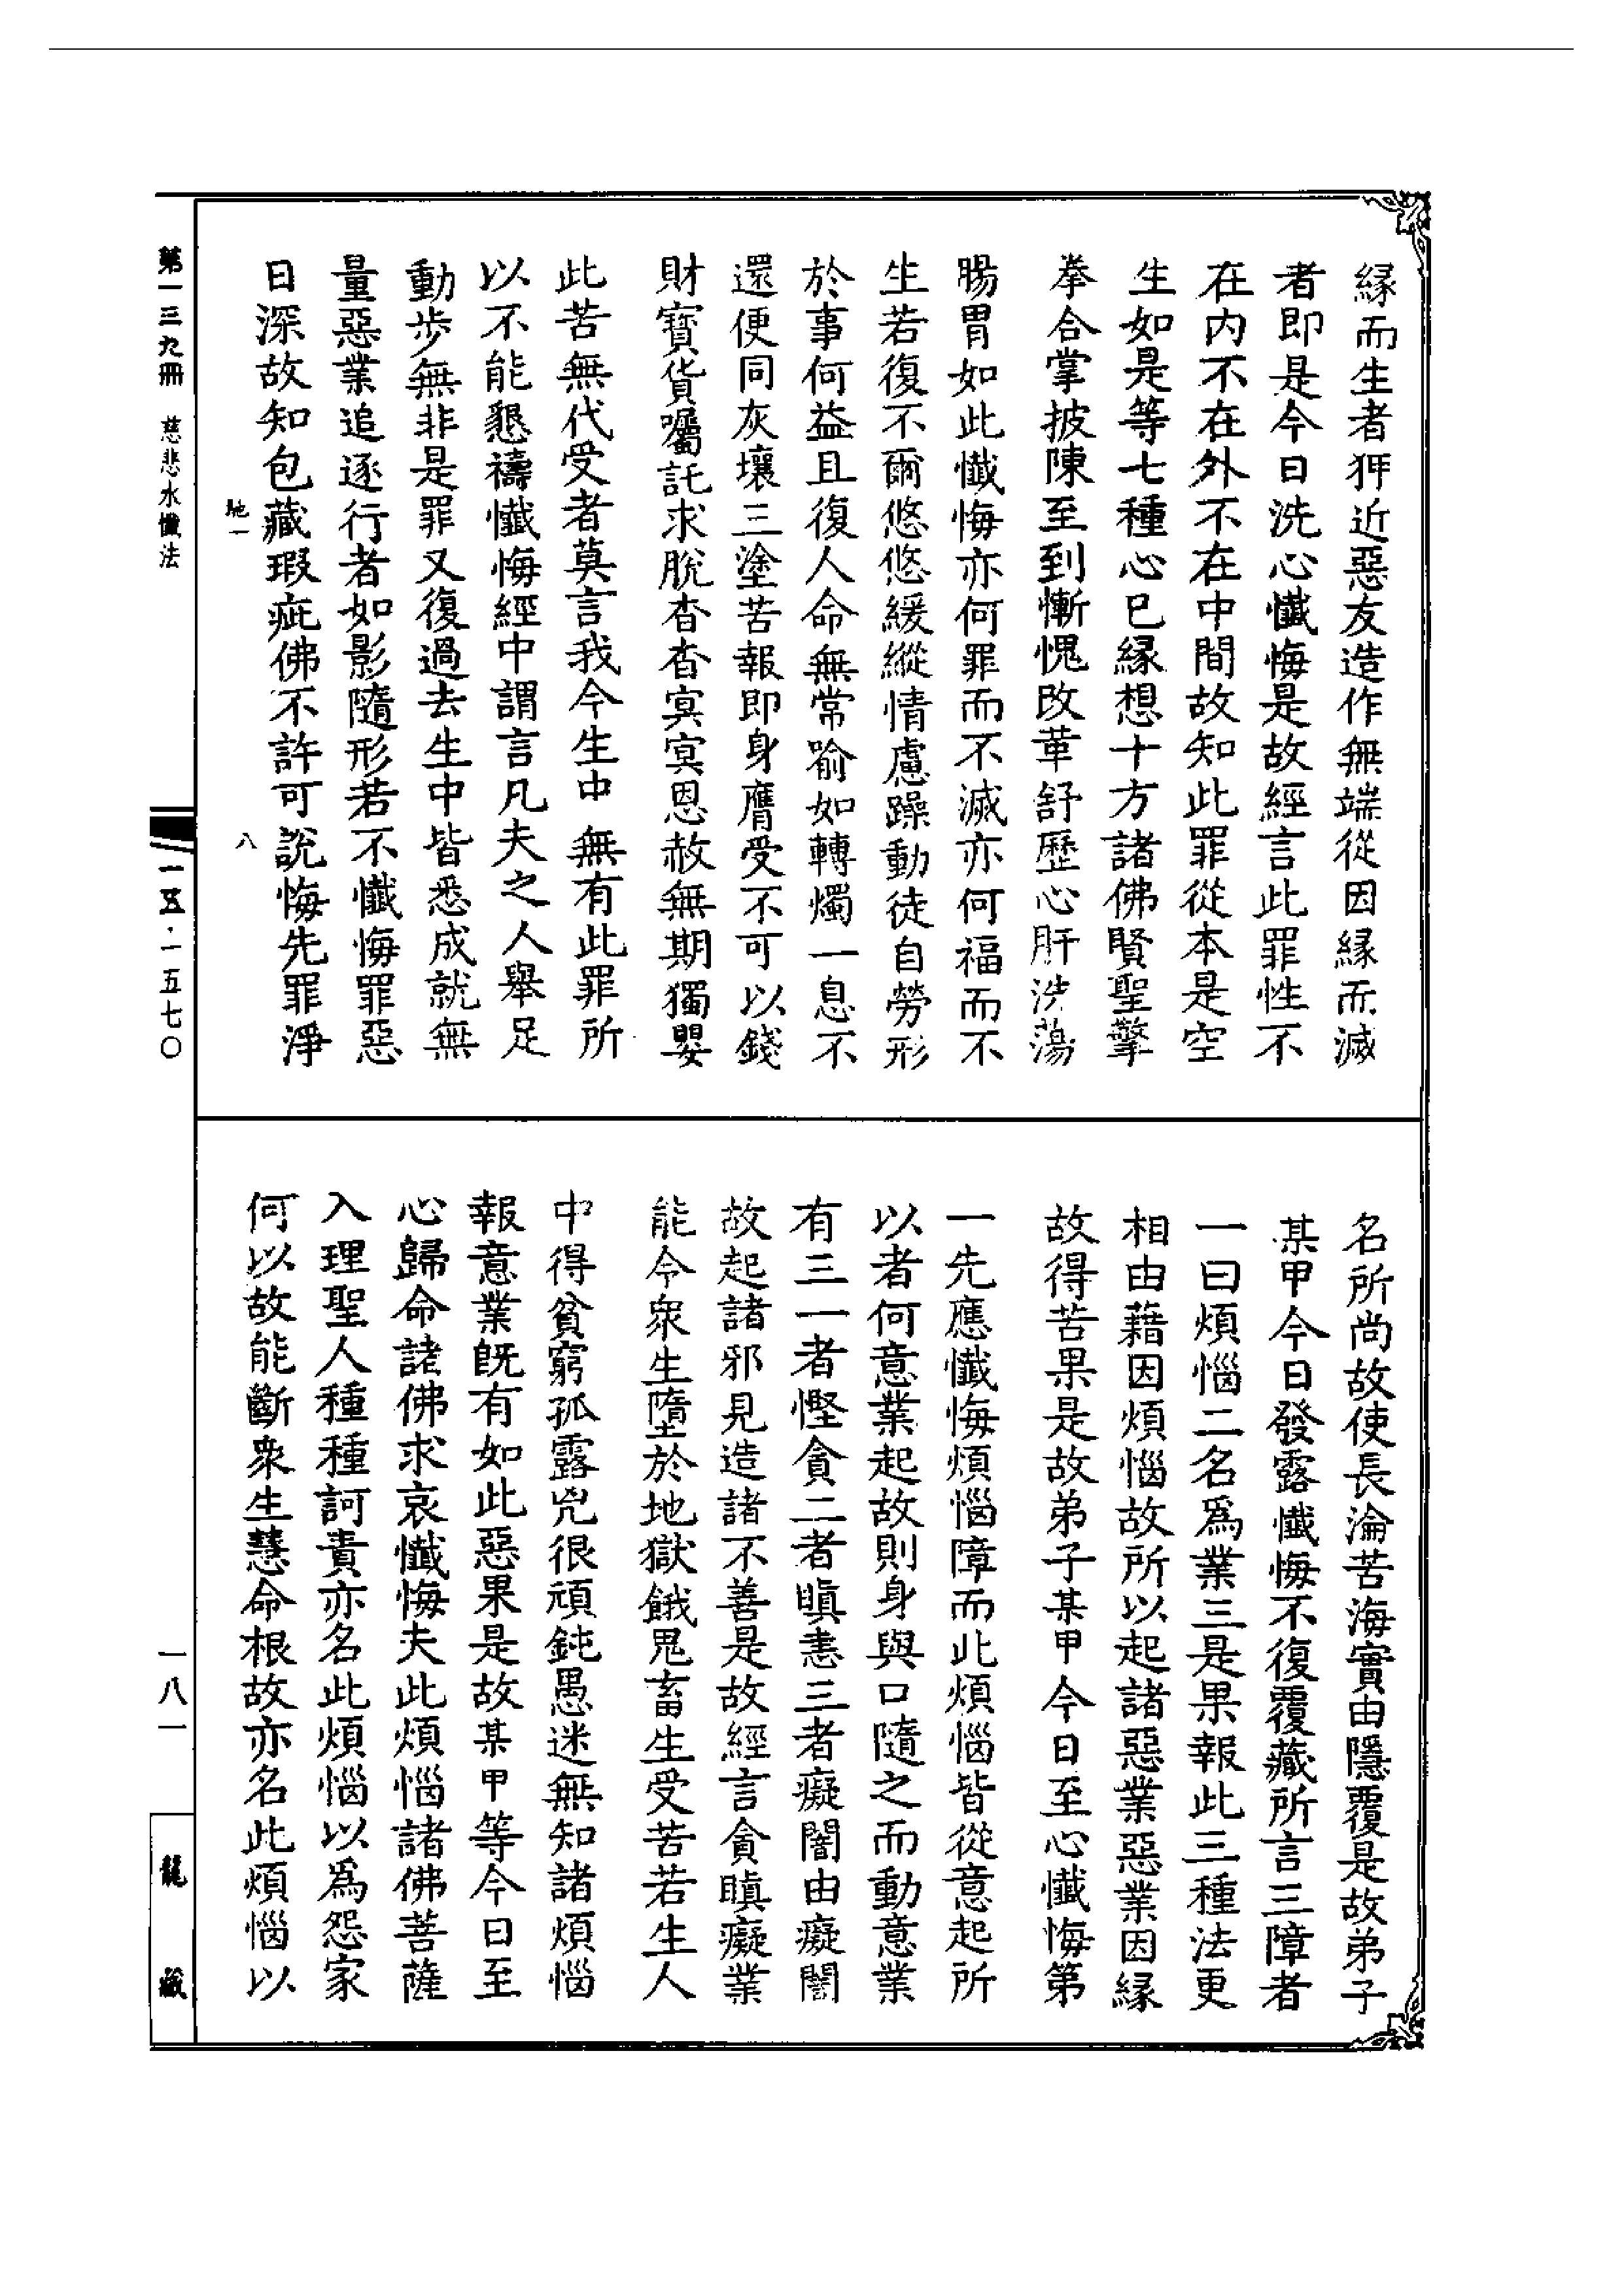 縁而生者狎近惡友造作無端從因縁而滅
者即是今日洗心懺悔是故經言此罪性不
在内不在外不在中間故知此罪從本是空
生如是等七種心已縁想十方諸佛賢聖擎
拳合掌披陳至到慚愧改革舒歷心肝洗蕩
腸胃如此懺悔亦何罪而不滅亦何福而不
生若復不爾悠悠緩縱情慮躁動徒自勞形
於事何益且復人命無常喻如轉燭一息不
還便同灰壤三塗苦報即身膺受不可以錢
財寶貨囑託求脫杳杳冥冥恩赦無期獨嬰
此苦無代受者莫言我今生中無有此罪所
以不能懇禱懺悔經中謂言凡夫之人舉足
動步無非是罪又復過去生中皆悉成就無
量惡業追逐行者如影隨形若不懺悔罪惡
日深故知包藏瑕疵佛不許可說悔先罪淨
馳一
八
名所尚故使長淪苦海實由隱覆是故弟子
某甲今日發露懺悔不復覆藏所言三障者
一曰煩惱二名爲業三是果報此三種法更
相由藉因煩惱故所以起諸惡業惡業因縁
故得苦果是故弟子某甲今日至心懺悔第
一先應懺悔煩惱障而此煩惱皆從意起所
以者何意業起故則身與口隨之而動意業
有三一者慳貪二者瞋恚三者癡闇由癡闇
故起諸邪見造諸不善是故經言貪瞋癡業
能令衆生墮於地獄餓鬼畜生受苦若生人
中得貧窮孤露兇很頑鈍愚迷無知諸煩惱
報意業既有如此惡果是故某甲等今日至
心歸命諸佛求哀懺悔夫此煩惱諸佛菩薩
入理聖人種種訶責亦名此煩惱以爲怨家
何以故能斷衆生慧命根故亦名此煩惱以
第一三九冊 慈悲水懺法
一五·一五七〇
一八一
龍藏